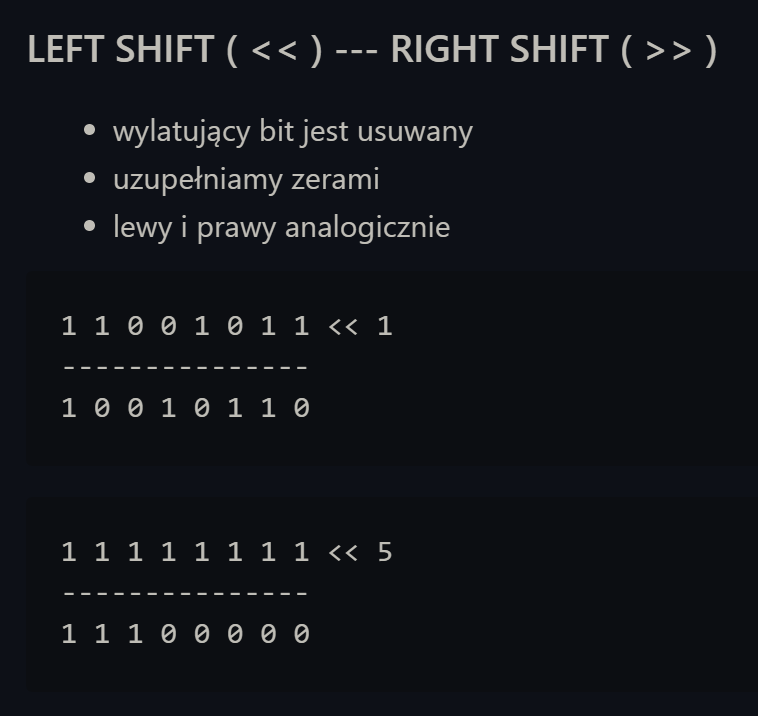 LEFT SHIFT ( << ) --- RIGHT SHIFT ( >> )
• wylatujący bit jest usuwany
• uzupełniamy zerami
• lewy i prawy analogicznie
1 1 0 0 1 0 1 1 << 1
---------------
1 0 0 1 0 1 1 0
1 1 1 1 1 1 1 1 << 5
---------------
1 1 1 0 0 0 0 0